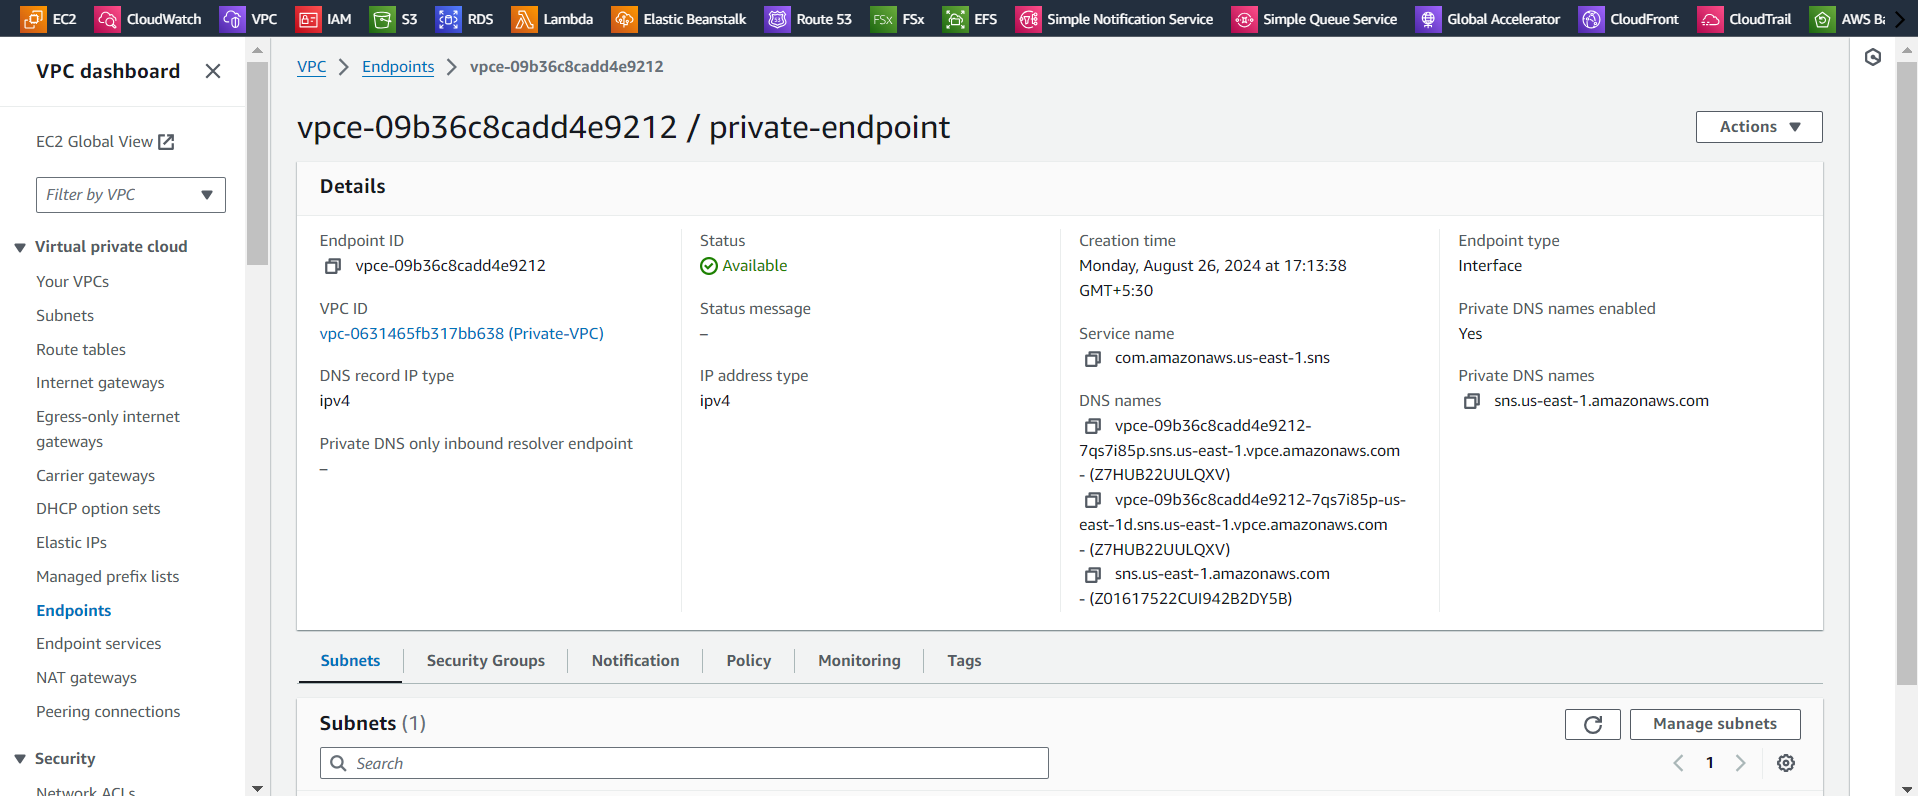 EC2 CloudWatch VPC IAM S3 RDS Lambda Elastic Beanstalk Route 53 FSx FSx EFS Simple Notification Service Simple Queue Service Global Accelerator CloudFront CloudTrail AWS Ba
VPC dashboard
EC2 Global View
Filter by VPC
Virtual private cloud
Your VPCs
Subnets
Route tables
Internet gateways
Egress-only internet
gateways
Carrier gateways
DHCP option sets
Elastic IPs
Managed prefix lists
Endpoints
Endpoint services
NAT gateways
Peering connections
Security
Network ACLs
VPC > Endpoints > vpce-09b36c8cadd4e9212
vpce-09b36c8cadd4e9212 / private-endpoint
Actions
Details
Endpoint ID
vpce-09b36c8cadd4e9212
VPC ID
vpc-0631465fb317bb638 (Private-VPC)
DNS record IP type
ipv4
Private DNS only inbound resolver endpoint
–
Status
Available
Status message
–
IP address type
ipv4
Creation time
Monday, August 26, 2024 at 17:13:38
GMT+5:30
Service name
com.amazonaws.us-east-1.sns
DNS names
vpce-09b36c8cadd4e9212-
7qs7i85p.sns.us-east-1.vpce.amazonaws.com
- (Z7HUB22UULQXV)
vpce-09b36c8cadd4e9212-7qs7i85p-us-
east-1d.sns.us-east-1.vpce.amazonaws.com
- (Z7HUB22UULQXV)
sns.us-east-1.amazonaws.com
- (Z01617522CUI942B2DY5B)
Endpoint type
Interface
Private DNS names enabled
Yes
Private DNS names
sns.us-east-1.amazonaws.com
Subnets Security Groups Notification Policy Monitoring Tags
Subnets (1)
Manage subnets
Search
1